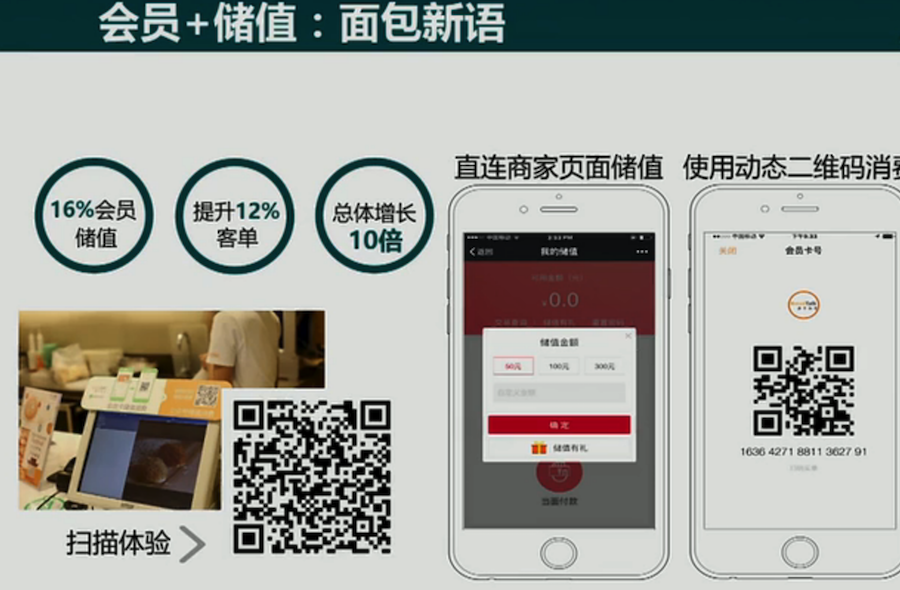 会员+储值：面包新语
16%会员
储值
提升12%
客单
总体增长
10倍
直连商家页面储值
使用动态二维码消费
返回
我的储值
0.0
储值金额
50元
100元
300元
自定义金额
确定
储值有礼
当面付款
关闭
会员卡号
1636 4271 8811 3627 91
扫描体验